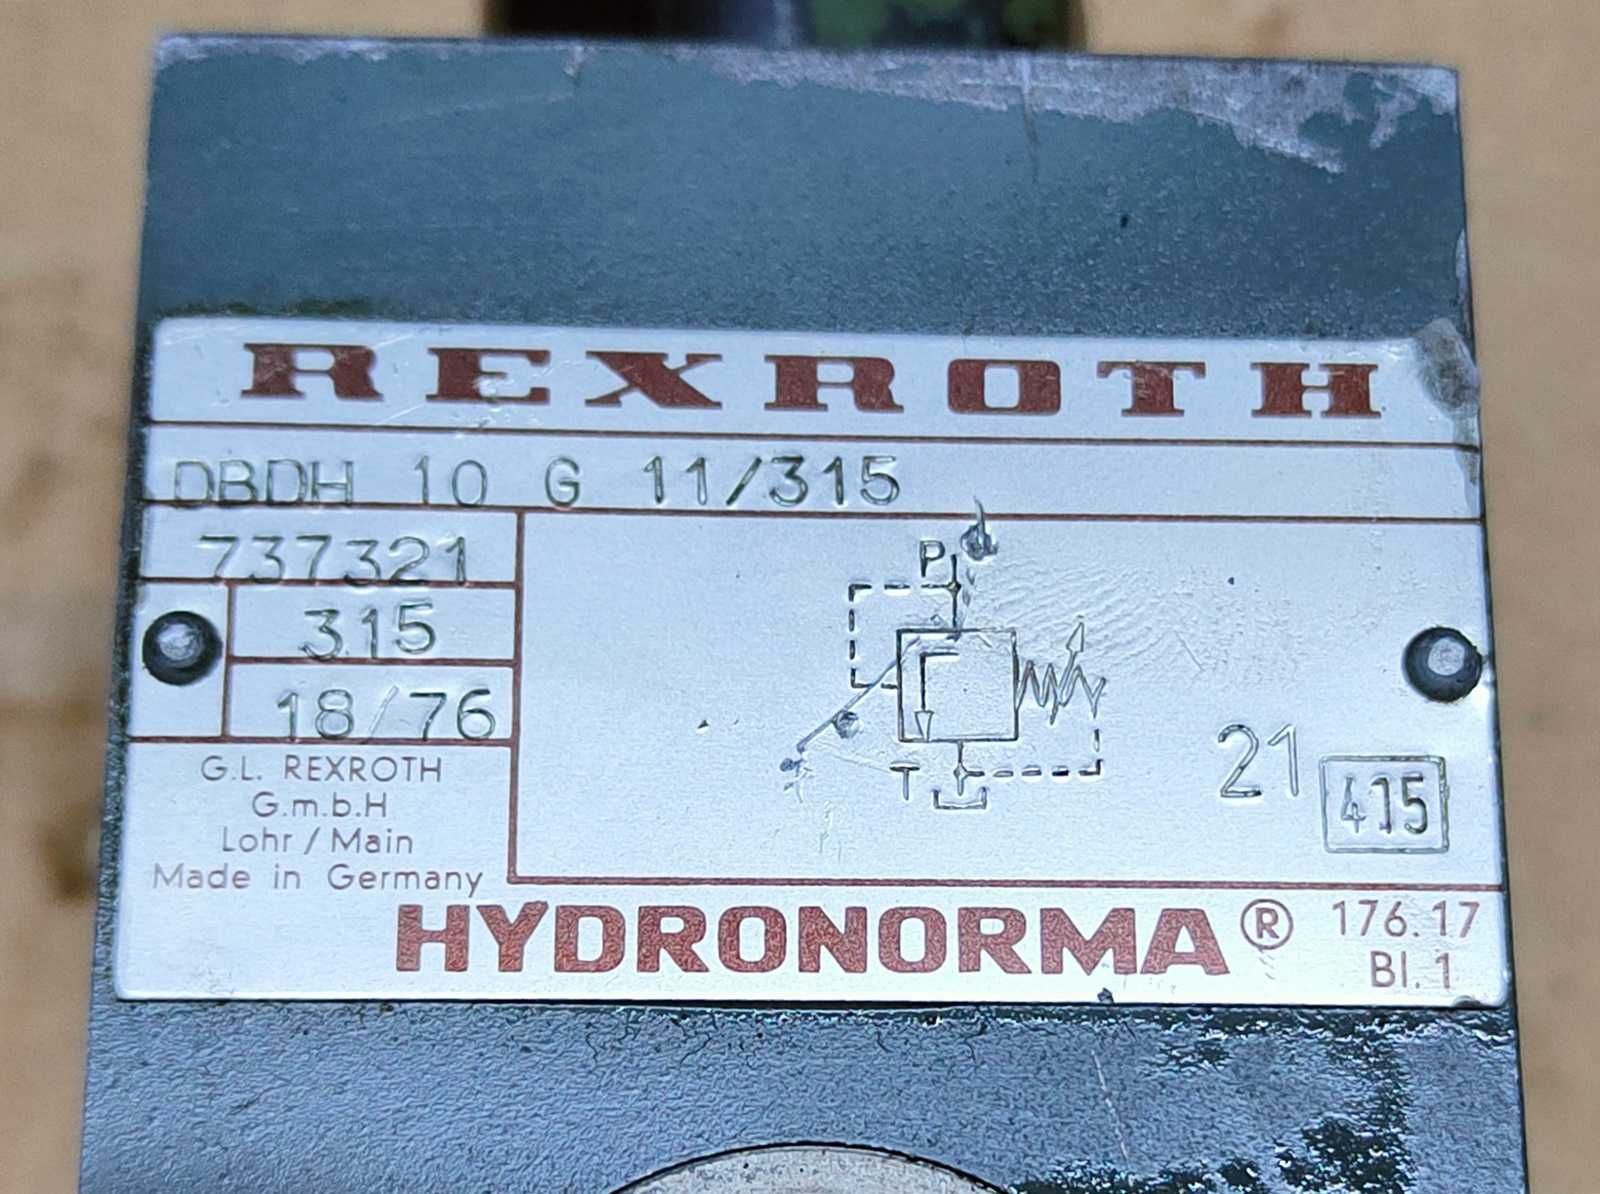 REXROTH
DBDH 10 G 11/315
737321
315
18/76
P
T
21
415
G.L. REXROTH
G.m.b.H
Lohr / Main
Made in Germany
HYDRONORMA® 176.17
Bl. 1